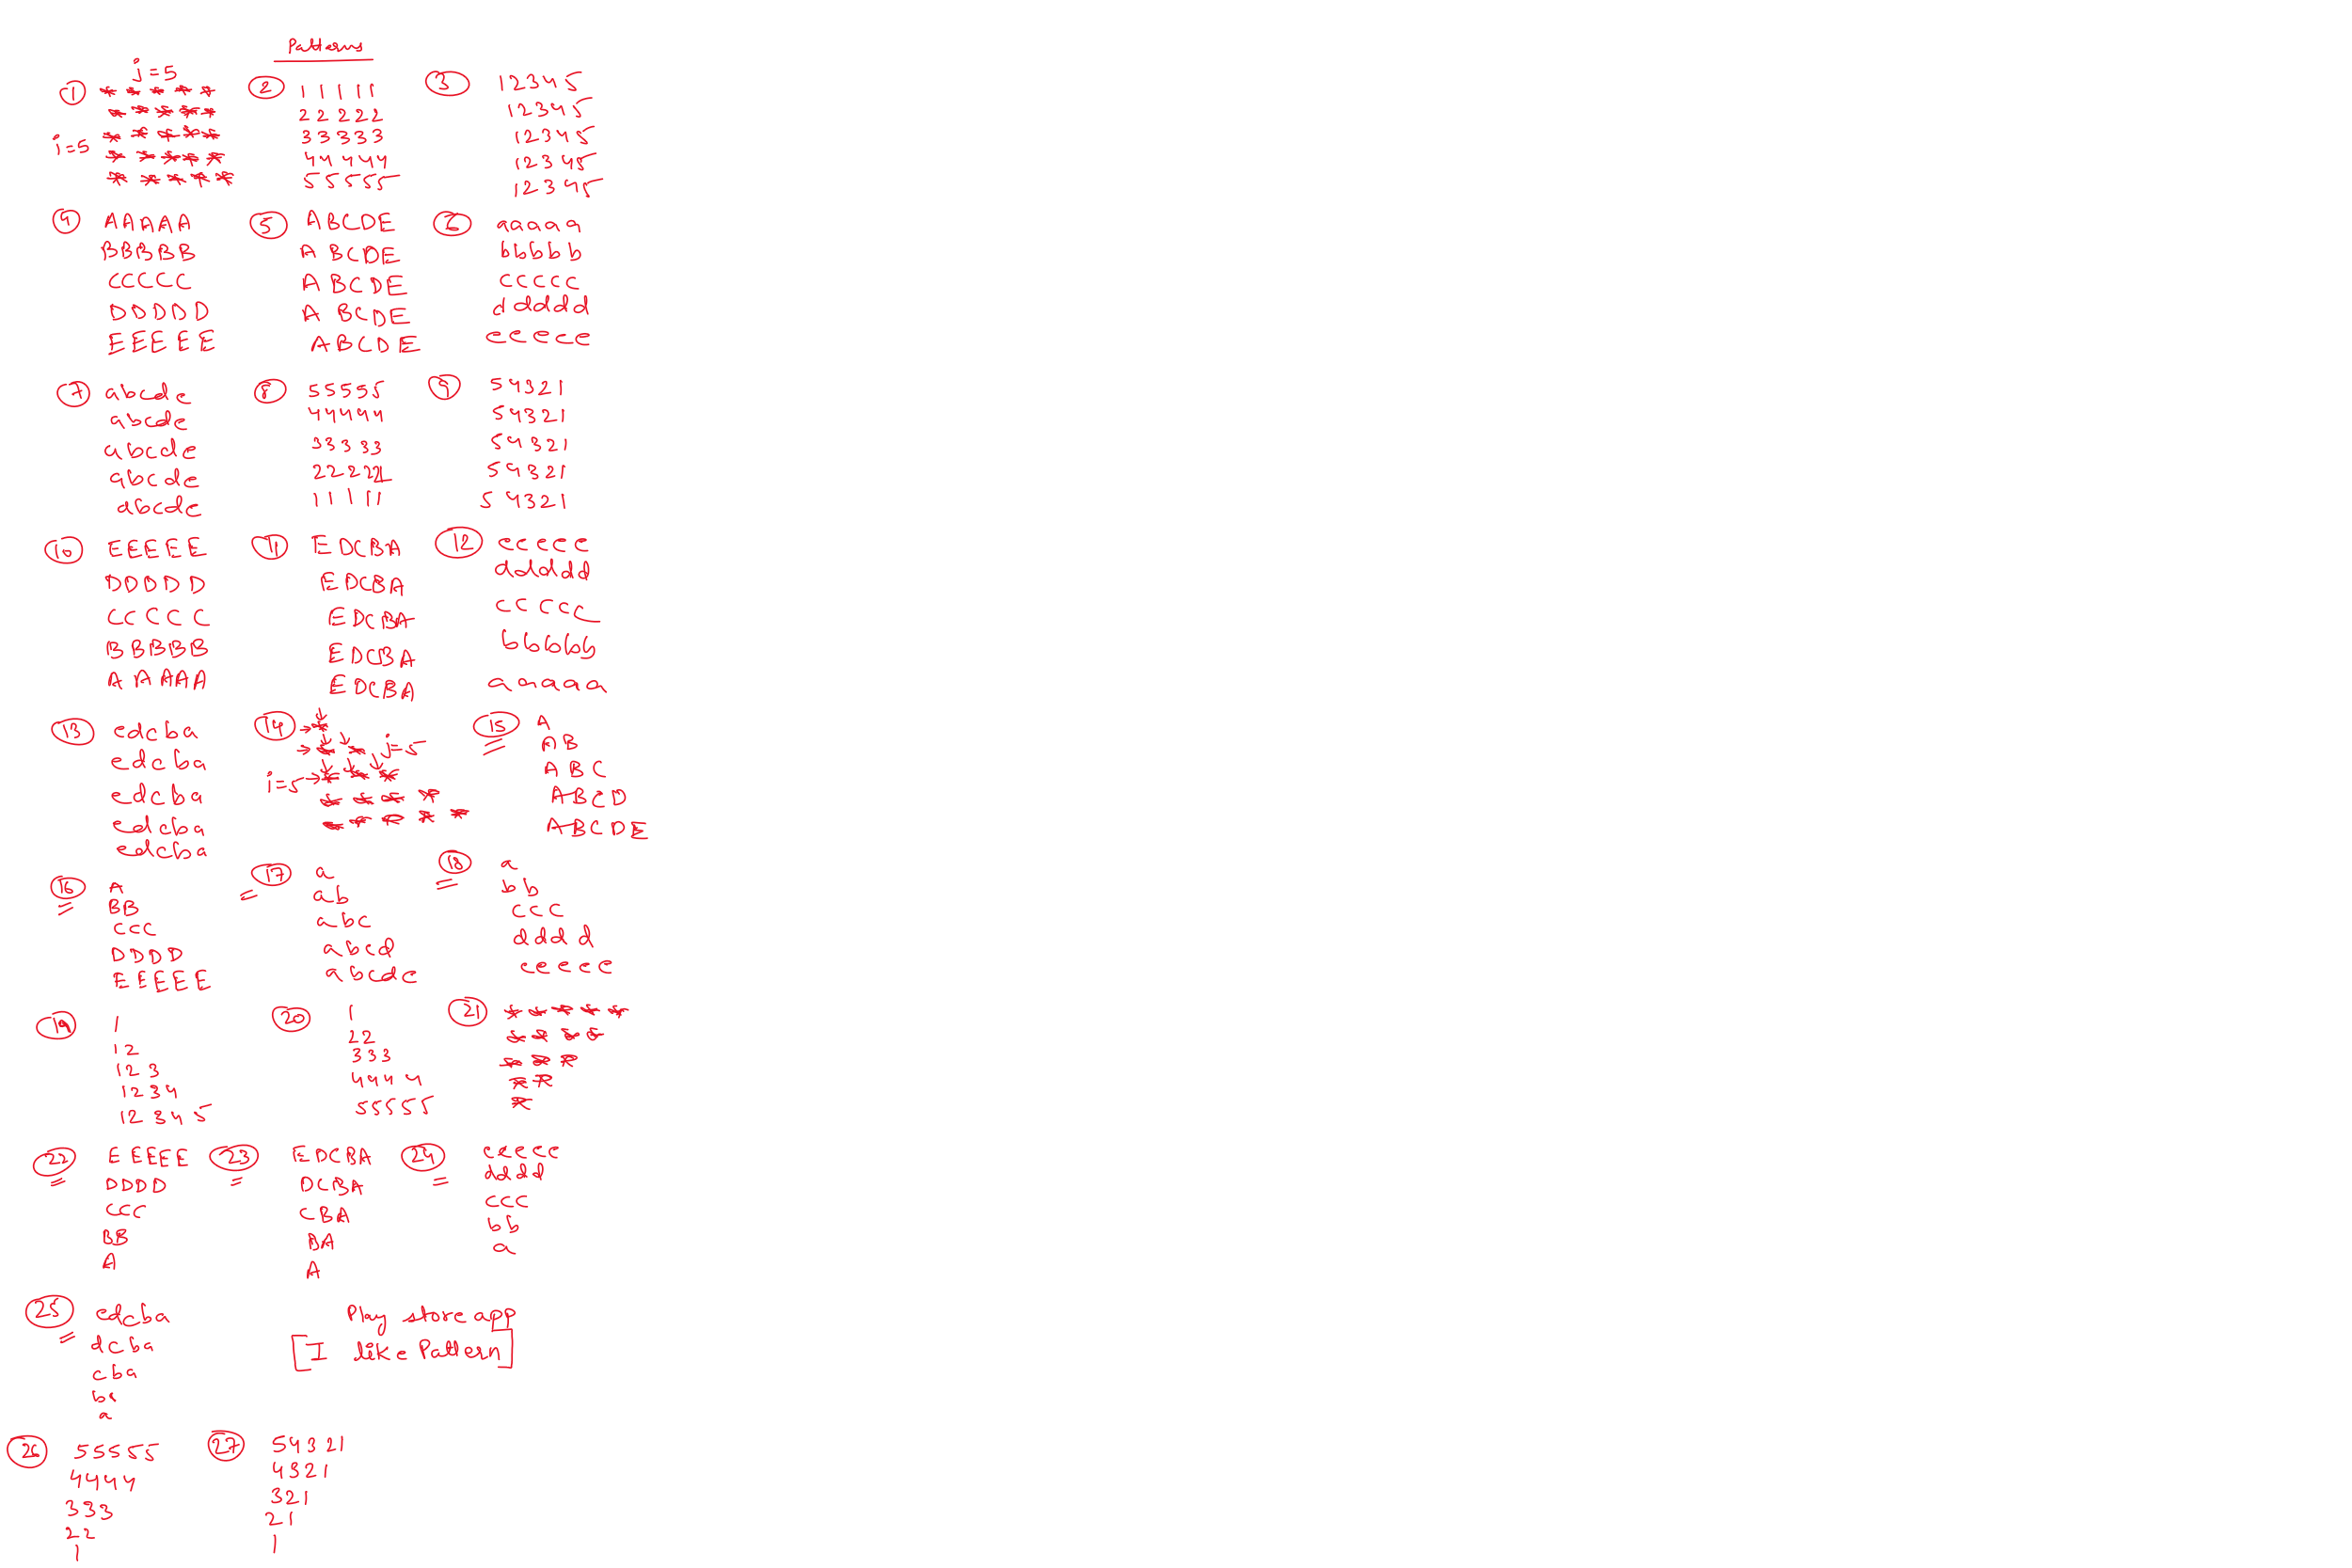 Patterns
j=5
i=5
① * * * * *
* * * * *
* * * * *
* * * * *
* * * * *
② 1 1 1 1 1
2 2 2 2 2
3 3 3 3 3
4 4 4 4 4
5 5 5 5 5
③ 1 2 3 4 5
1 2 3 4 5
1 2 3 4 5
1 2 3 4 5
1 2 3 4 5
④ A A A A A
B B B B B
C C C C C
D D D D D
E E E E E
⑤ A B C D E
A B C D E
A B C D E
A B C D E
A B C D E
⑥ a a a a a
b b b b b
c c c c c
d d d d d
e e e e e
⑦ a b c d e
a b c d e
a b c d e
a b c d e
a b c d e
⑧ 5 5 5 5 5
4 4 4 4 4
3 3 3 3 3
2 2 2 2 2
1 1 1 1 1
⑨ 5 4 3 2 1
5 4 3 2 1
5 4 3 2 1
5 4 3 2 1
5 4 3 2 1
⑩ E E E E E
D D D D D
C C C C C
B B B B B
A A A A A
⑪ E D C B A
E D C B A
E D C B A
E D C B A
E D C B A
⑫ e e e e e
d d d d d
c c c c c
b b b b b
a a a a a
⑬ e d c b a
e d c b a
e d c b a
e d c b a
e d c b a
⑭ → *
→ * * j=5
i=5 → * * *
* * * *
* * * * *
⑮ A
A B
A B C
A B C D
A B C D E
⑯ A
B B
C C C
D D D D
E E E E E
⑰ a
a b
a b c
a b c d
a b c d e
⑱ a
b b
c c c
d d d d
e e e e e
⑲ 1
1 2
1 2 3
1 2 3 4
1 2 3 4 5
⑳ 1
2 2
3 3 3
4 4 4 4
5 5 5 5 5
㉑ * * * * *
* * * *
* * *
* *
*
㉒ E E E E E
D D D D
C C C
B B
A
㉓ E D C B A
D C B A
C B A
B A
A
㉔ e e e e e
d d d d
c c c
b b
a
㉕ e d c b a
d c b a
c b a
b a
a
Play store app
[I like Pattern]
㉖ 5 5 5 5 5
4 4 4 4
3 3 3
2 2
1
㉗ 5 4 3 2 1
4 3 2 1
3 2 1
2 1
1